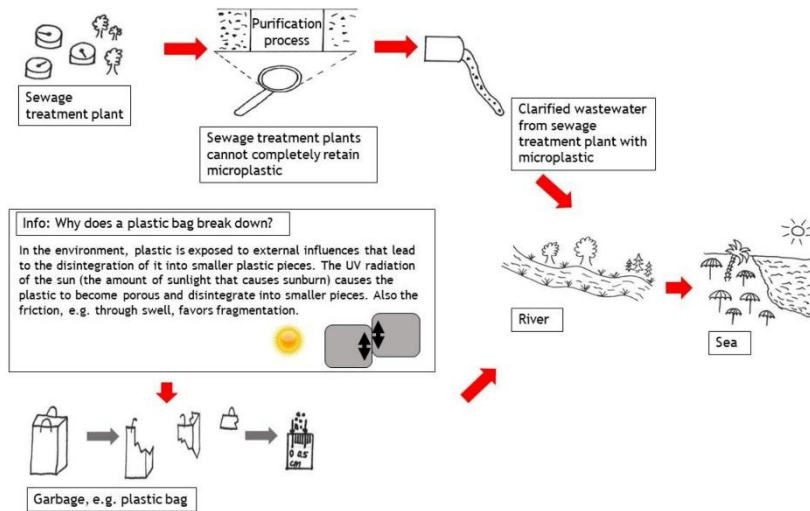 Purification
process
Sewage
treatment plant
Sewage treatment plants
cannot completely retain
microplastic
Clarified wastewater
from sewage
treatment plant with
microplastic
Info: Why does a plastic bag break down?
In the environment, plastic is exposed to external influences that lead
to the disintegration of it into smaller plastic pieces. The UV radiation
of the sun (the amount of sunlight that causes sunburn) causes the
plastic to become porous and disintegrate into smaller pieces. Also the
friction, e.g. through swell, favors fragmentation.
River
Sea
0 0,5
cm
Garbage, e.g. plastic bag